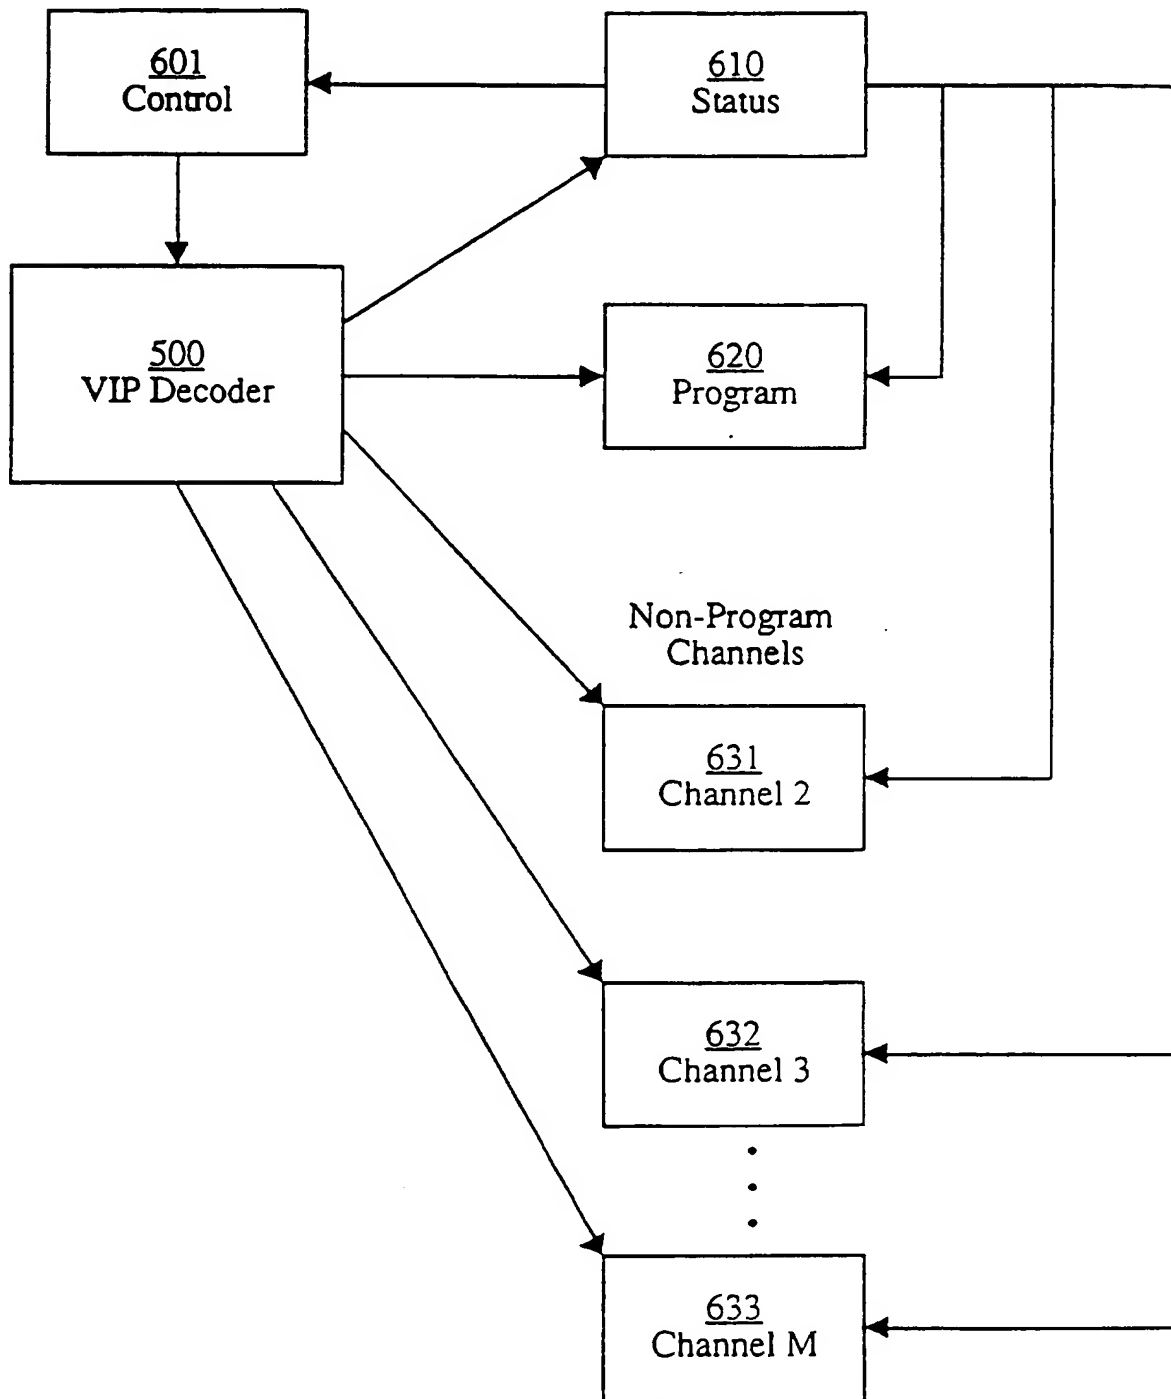 601
Control
610
Status
500
VIP Decoder
620
Program
Non-Program
Channels
631
Channel 2
632
Channel 3
633
Channel M